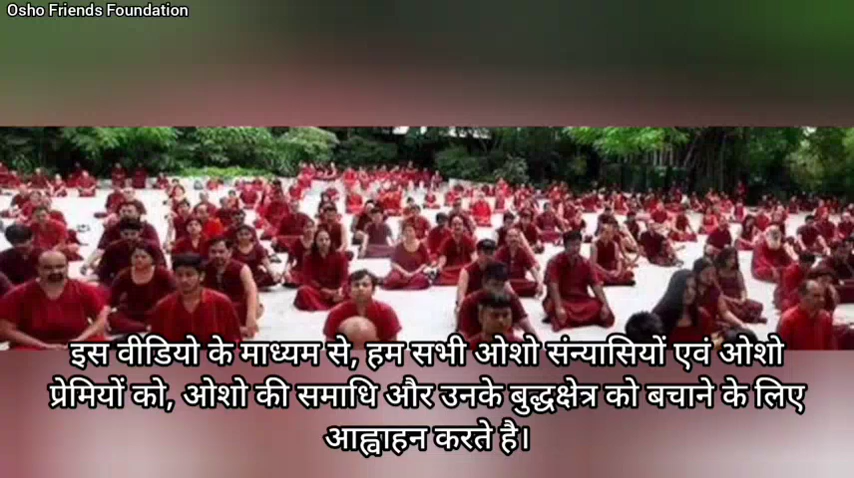 Osho Friends Foundation
इस वीडियो के माध्यम से, हम सभी ओशो संन्यासियों एवं ओशो
प्रेमियों को, ओशो की समाधि और उनके बुद्धक्षेत्र को बचाने के लिए
आह्वाहन करते है।